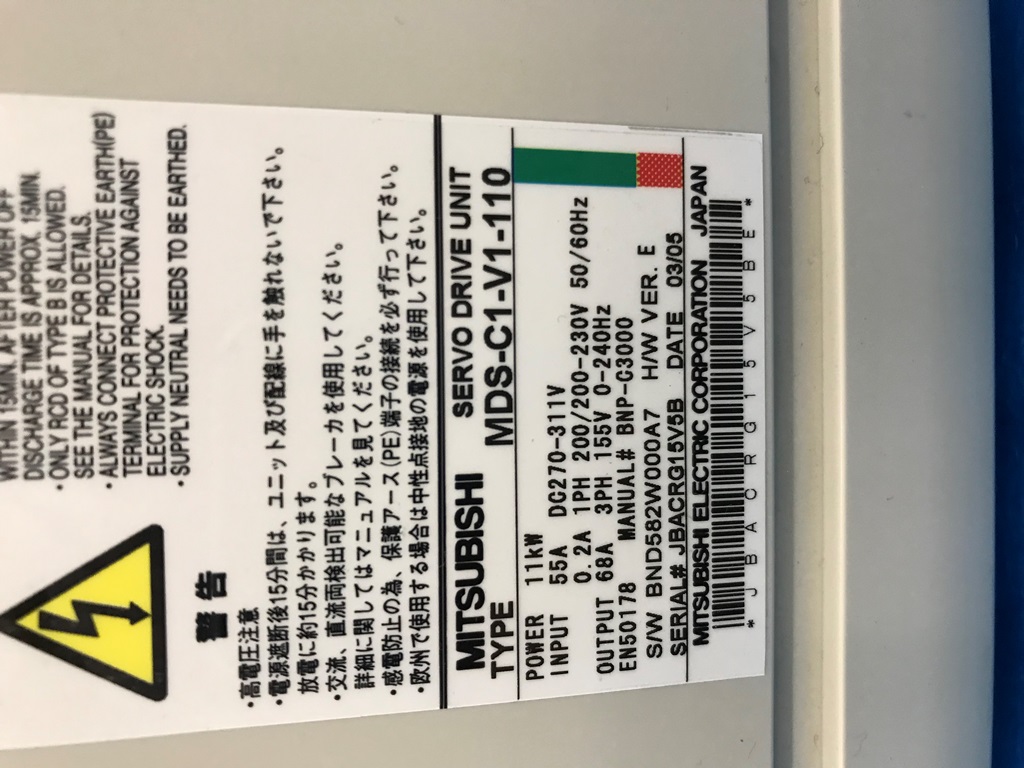 WITHIN 15MIN. AFTER POWER OFF
DISCHARGE TIME IS APPROX. 15MIN.
・ONLY RCD OF TYPE B IS ALLOWED.
SEE THE MANUAL FOR DETAILS.
・ALWAYS CONNECT PROTECTIVE EARTH(PE)
TERMINAL FOR PROTECTION AGAINST
ELECTRIC SHOCK.
・SUPPLY NEUTRAL NEEDS TO BE EARTHED.
警告
・高電圧注意
・電源遮断後15分間は、ユニット及び配線に手を触れないで下さい。
放電に約15分かかります。
・交流、直流両検出可能なブレーカを使用してください。
詳細に関してはマニュアルを見てください。
・感電防止の為、保護アース(PE)端子の接続を必ず行って下さい。
・欧州で使用する場合は中性点接地の電源を使用して下さい。
MITSUBISHI SERVO DRIVE UNIT
TYPE MDS-C1-V1-110
POWER 11kW
INPUT 55A DC270-311V
0.2A 1PH 200/200-230V 50/60Hz
OUTPUT 68A 3PH 155V 0-240Hz
EN50178 MANUAL# BNP-C3000
S/W BND582W000A7 H/W VER. E
SERIAL# JBACRG15V5B DATE 03/05
MITSUBISHI ELECTRIC CORPORATION JAPAN
* J B A C R G 1 5 V 5 B E *